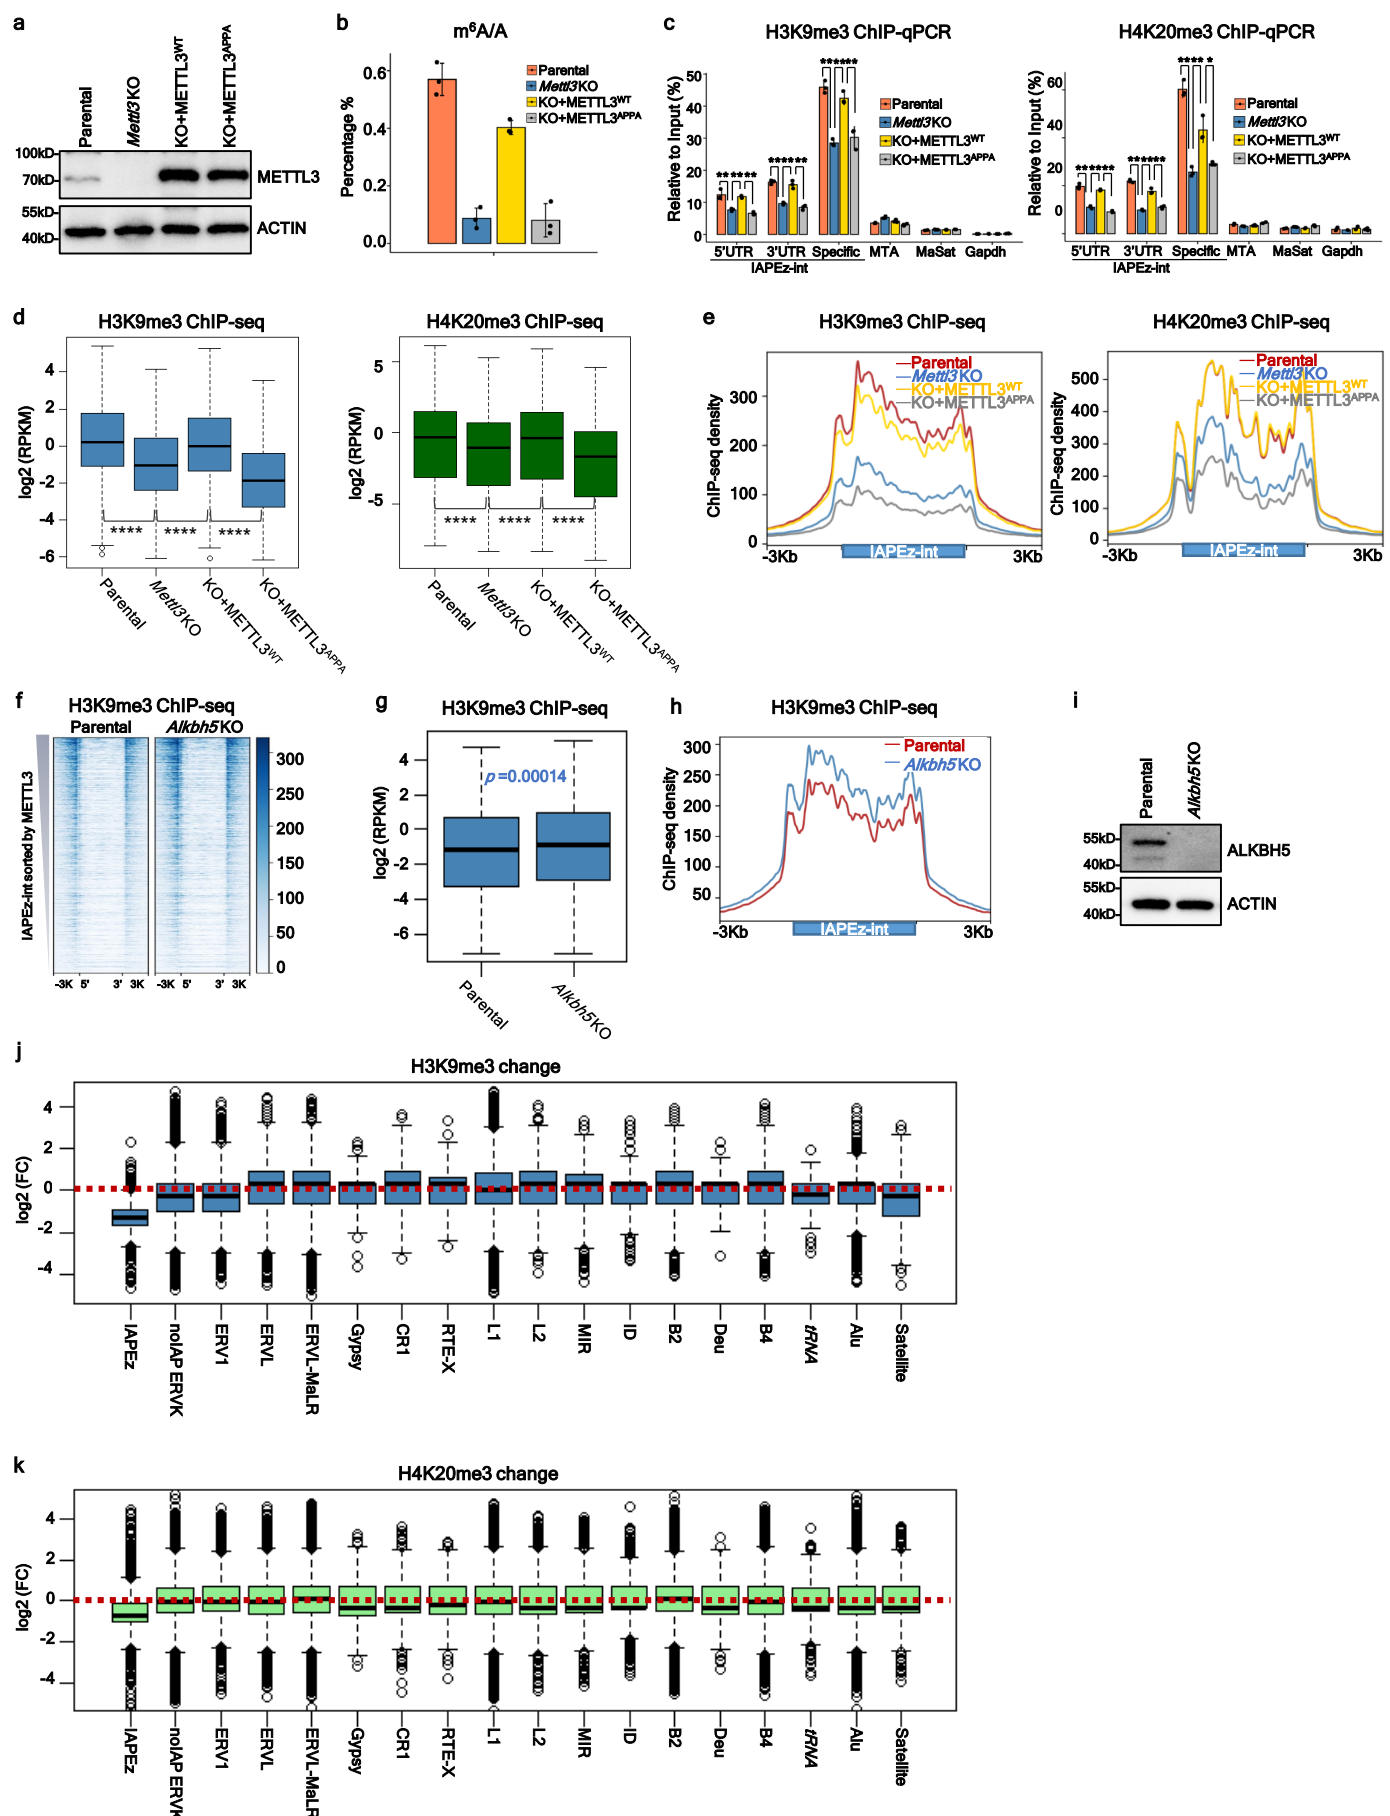 a
Parental
Mettl3KO
KO+METTL3WT
KO+METTL3APPA
100kD
70kD
METTL3
55kD
40kD
ACTIN
b
m6A/A
Percentage %
0.6
0.4
0.2
0.0
Parental
Mettl3KO
KO+METTL3WT
KO+METTL3APPA
c
H3K9me3 ChIP-qPCR
Relative to Input (%)
50
40
30
20
10
0
Parental
Mettl3KO
KO+METTL3WT
KO+METTL3APPA
5'UTR 3'UTR Specific MTA MaSat Gapdh
IAPEz-int
H4K20me3 ChIP-qPCR
Relative to Input (%)
60
40
20
0
Parental
Mettl3KO
KO+METTL3WT
KO+METTL3APPA
5'UTR 3'UTR Specific MTA MaSat Gapdh
IAPEz-int
d
H3K9me3 ChIP-seq
log2 (RPKM)
4
2
0
-2
-4
-6
**** **** ****
Parental
Mettl3KO
KO+METTL3WT
KO+METTL3APPA
H4K20me3 ChIP-seq
log2 (RPKM)
5
0
-5
**** **** ****
Parental
Mettl3KO
KO+METTL3WT
KO+METTL3APPA
e
H3K9me3 ChIP-seq
ChIP-seq density
300
200
100
0
Parental
Mettl3KO
KO+METTL3WT
KO+METTL3APPA
-3Kb IAPEz-int 3Kb
H4K20me3 ChIP-seq
ChIP-seq density
500
400
300
200
100
0
Parental
Mettl3KO
KO+METTL3WT
KO+METTL3APPA
-3Kb IAPEz-int 3Kb
f
H3K9me3 ChIP-seq
Parental Alkbh5KO
IAPEz-int sorted by METTL3
300
250
200
150
100
50
0
-3K 5' 3' 3K -3K 5' 3' 3K
g
H3K9me3 ChIP-seq
log2 (RPKM)
4
2
0
-2
-4
-6
p=0.00014
Parental
Alkbh5KO
h
H3K9me3 ChIP-seq
ChIP-seq density
300
250
200
150
100
50
Parental
Alkbh5KO
-3Kb IAPEz-int 3Kb
i
Parental
Alkbh5KO
55kD
40kD
ALKBH5
55kD
40kD
ACTIN
j
H3K9me3 change
log2 (FC)
4
2
0
-2
-4
IAPEz
noIAP ERVK
ERV1
ERVL
ERVL-MaLR
Gypsy
CR1
RTE-X
L1
L2
MIR
ID
B2
Deu
B4
tRNA
Alu
Satellite
k
H4K20me3 change
log2 (FC)
4
2
0
-2
-4
IAPEz
noIAP ERVK
ERV1
ERVL
ERVL-MaLR
Gypsy
CR1
RTE-X
L1
L2
MIR
ID
B2
Deu
B4
tRNA
Alu
Satellite